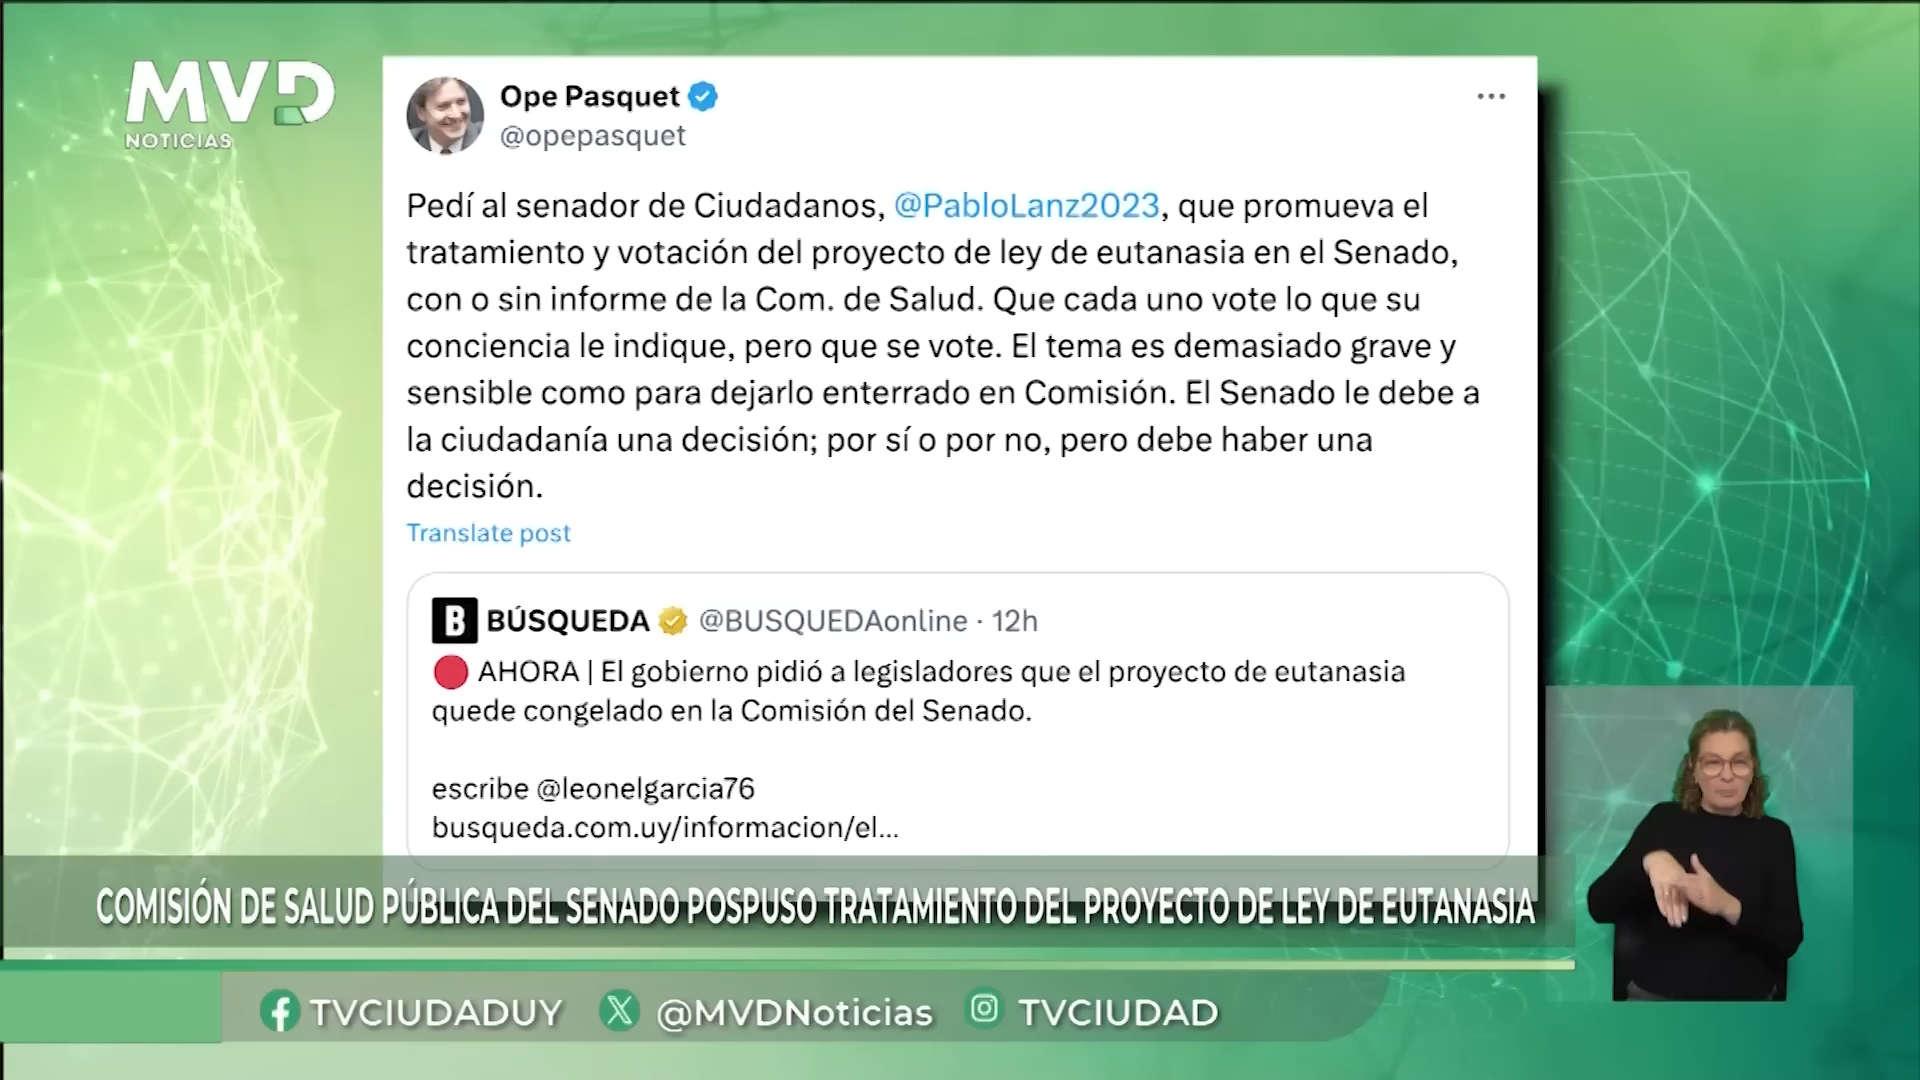 MVD
NOTICIAS
Ope Pasquet
@opepasquet
Pedí al senador de Ciudadanos, @PabloLanz2023, que promueva el
tratamiento y votación del proyecto de ley de eutanasia en el Senado,
con o sin informe de la Com. de Salud. Que cada uno vote lo que su
conciencia le indique, pero que se vote. El tema es demasiado grave y
sensible como para dejarlo enterrado en Comisión. El Senado le debe a
la ciudadanía una decisión; por sí o por no, pero debe haber una
decisión.
Translate post
B BÚSQUEDA @BUSQUEDAonline · 12h
AHORA | El gobierno pidió a legisladores que el proyecto de eutanasia
quede congelado en la Comisión del Senado.
escribe @leonelgarcia76
busqueda.com.uy/informacion/el...
COMISIÓN DE SALUD PÚBLICA DEL SENADO POSPUSO TRATAMIENTO DEL PROYECTO DE LEY DE EUTANASIA
TVCIUDADUY @MVDNoticias TVCIUDAD